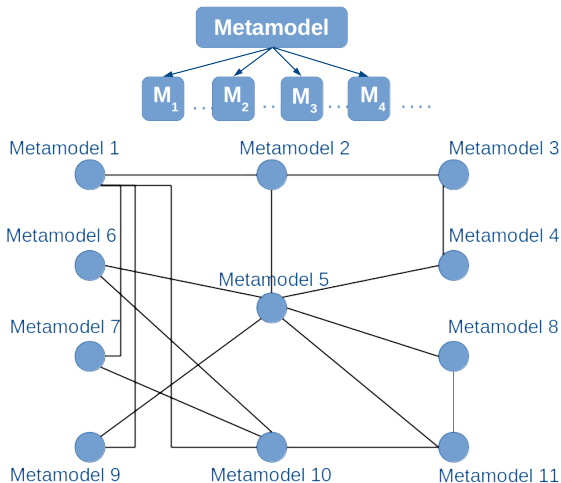 Metamodel
M1 ... M2 ... M3 ... M4 ....
Metamodel 1 Metamodel 2 Metamodel 3
Metamodel 6 Metamodel 4
Metamodel 5
Metamodel 7 Metamodel 8
Metamodel 9 Metamodel 10 Metamodel 11